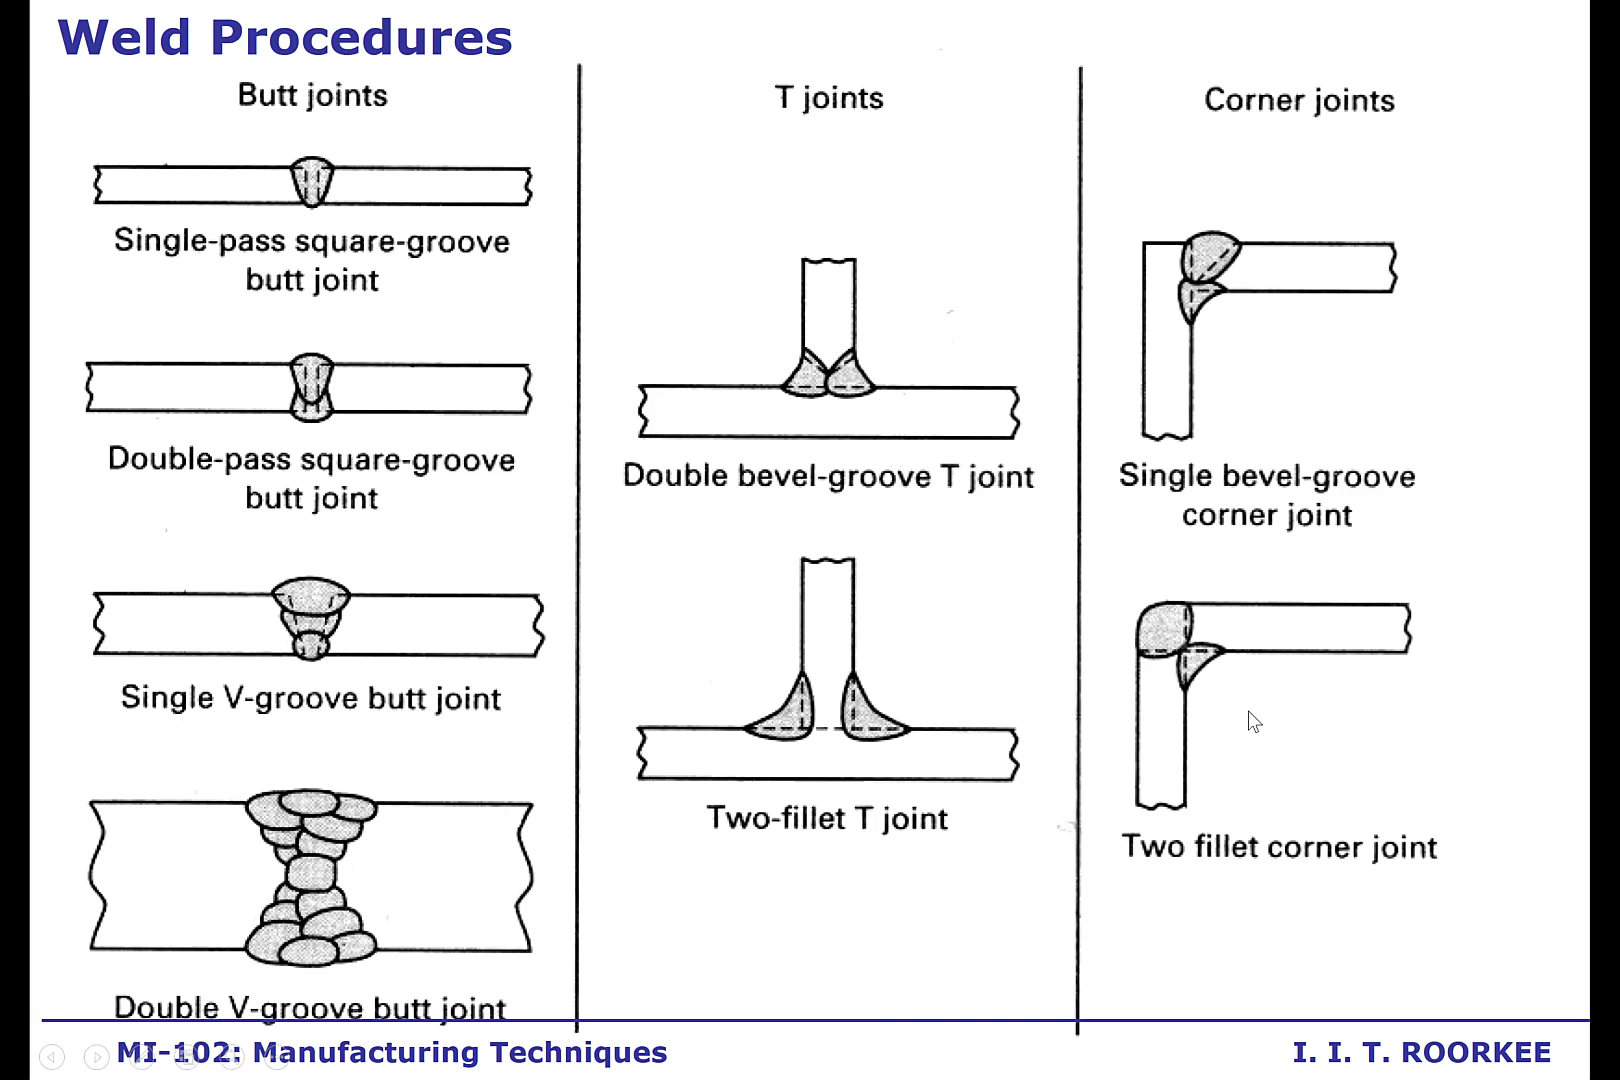 Weld Procedures
Butt joints
Single-pass square-groove
butt joint
Double-pass square-groove
butt joint
Single V-groove butt joint
Double V-groove butt joint
T joints
Double bevel-groove T joint
Two-fillet T joint
Corner joints
Single bevel-groove
corner joint
Two fillet corner joint
MI-102: Manufacturing Techniques
I. I. T. ROORKEE